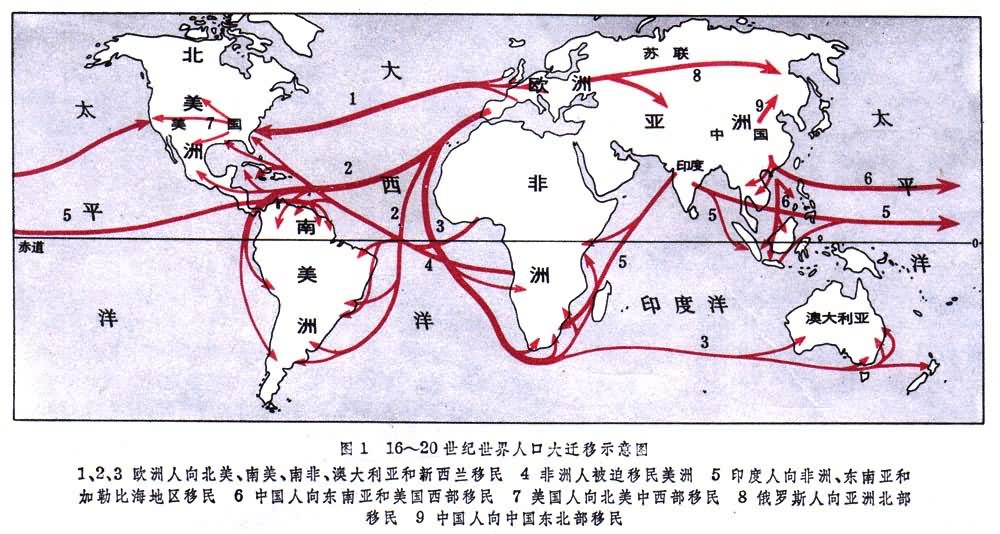 北
大
苏联
8
太
1
欧洲
9
美
美 7 国
亚
中国
洲
太
洲
印度
2
西
非
6
平
5
平
2
3
5
6
5
南
赤道
0
4
5
洋
美
洲
印度洋
洋
洲
洋
澳大利亚
3
图1 16～20世纪世界人口大迁移示意图
1、2、3 欧洲人向北美、南美、南非、澳大利亚和新西兰移民 4 非洲人被迫移民美洲 5 印度人向非洲、东南亚和
加勒比海地区移民 6 中国人向东南亚和美国西部移民 7 美国人向北美中西部移民 8 俄罗斯人向亚洲北部
移民 9 中国人向中国东北部移民